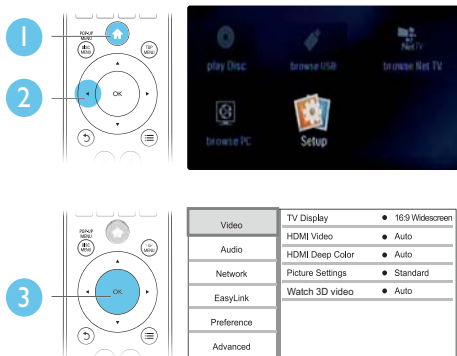 1
POP-UP MENU
DISC MENU
TOP MENU
2
OK
play Disc
browse USB
Net TV
browse Net TV
browse PC
Setup
POP-UP MENU
DISC MENU
TOP MENU
3
OK
Video
Audio
Network
EasyLink
Preference
Advanced
TV Display ● 16:9 Widescreen
HDMI Video ● Auto
HDMI Deep Color ● Auto
Picture Settings ● Standard
Watch 3D video ● Auto